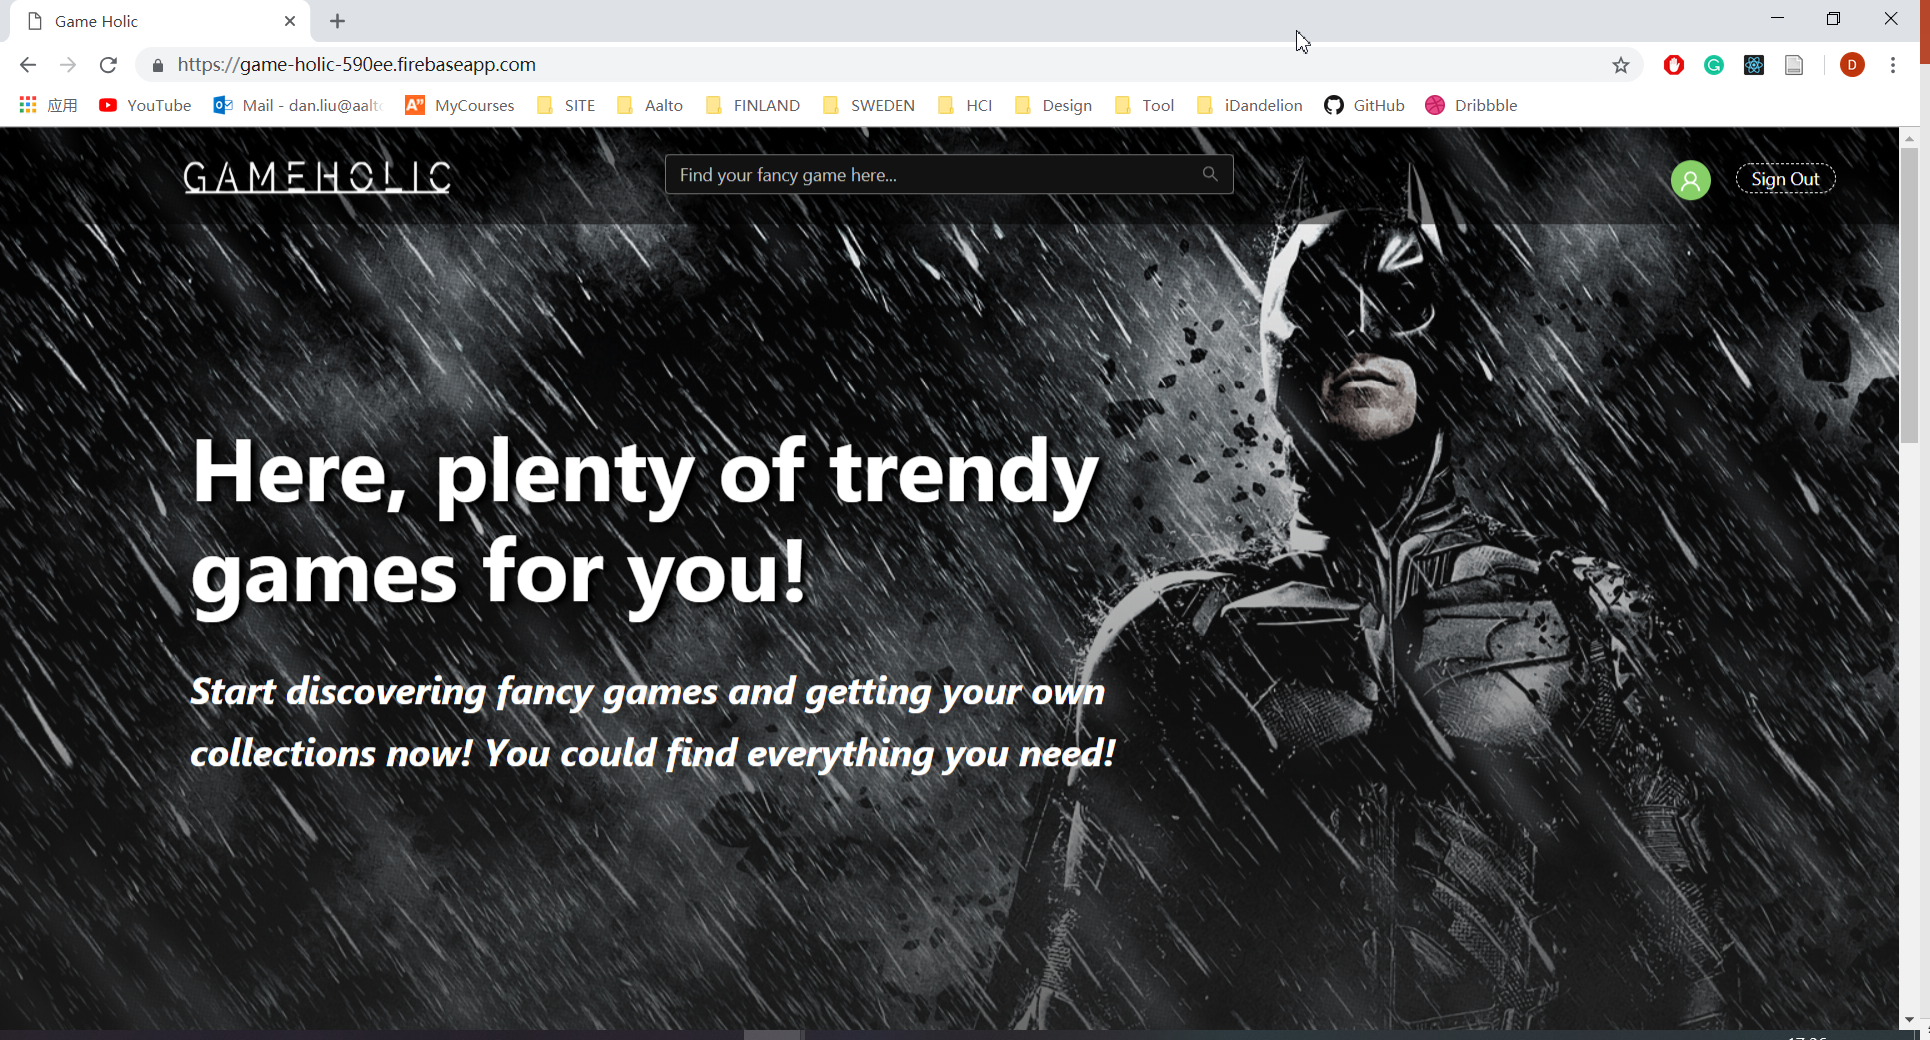 Game Holic
https://game-holic-590ee.firebaseapp.com
D
应用
YouTube
Mail - dan.liu@aalt
MyCourses
SITE
Aalto
FINLAND
SWEDEN
HCI
Design
Tool
iDandelion
GitHub
Dribbble
GAMEHOLIC
Find your fancy game here...
Sign Out
Here, plenty of trendy
games for you!
Start discovering fancy games and getting your own
collections now! You could find everything you need!